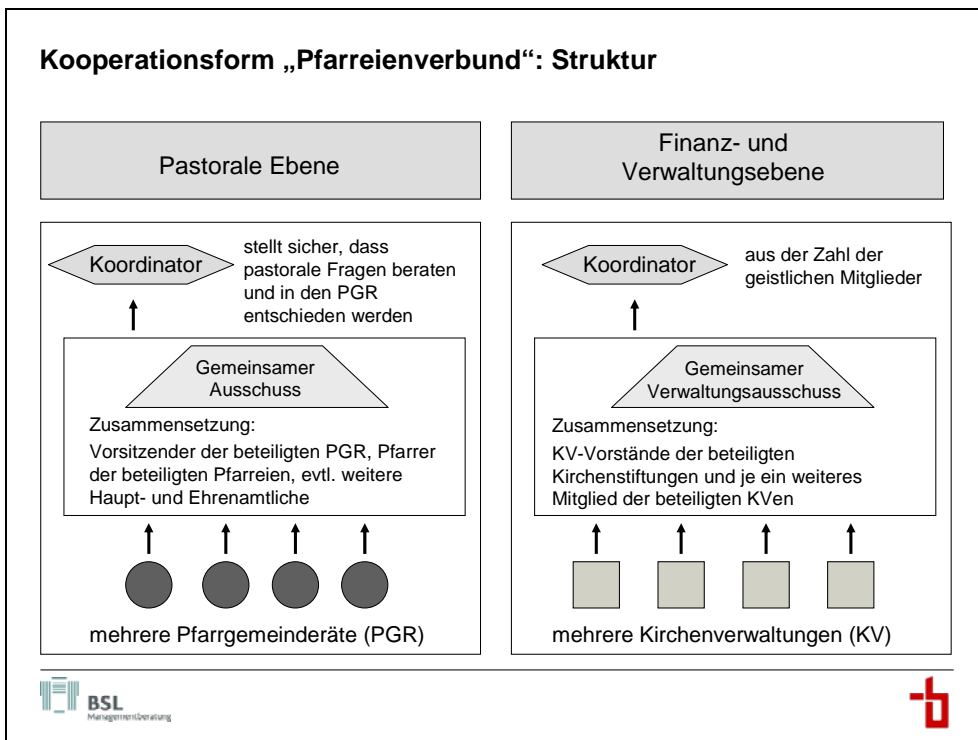 Kooperationsform „Pfarreienverbund“: Struktur
Pastorale Ebene
Koordinator
stellt sicher, dass
pastorale Fragen beraten
und in den PGR
entschieden werden
Gemeinsamer
Ausschuss
Zusammensetzung:
Vorsitzender der beteiligten PGR, Pfarrer
der beteiligten Pfarreien, evtl. weitere
Haupt- und Ehrenamtliche
mehrere Pfarrgemeinderäte (PGR)
Finanz- und
Verwaltungsebene
Koordinator
aus der Zahl der
geistlichen Mitglieder
Gemeinsamer
Verwaltungsausschuss
Zusammensetzung:
KV-Vorstände der beteiligten
Kirchenstiftungen und je ein weiteres
Mitglied der beteiligten KVen
mehrere Kirchenverwaltungen (KV)
BSL
Managementberatung